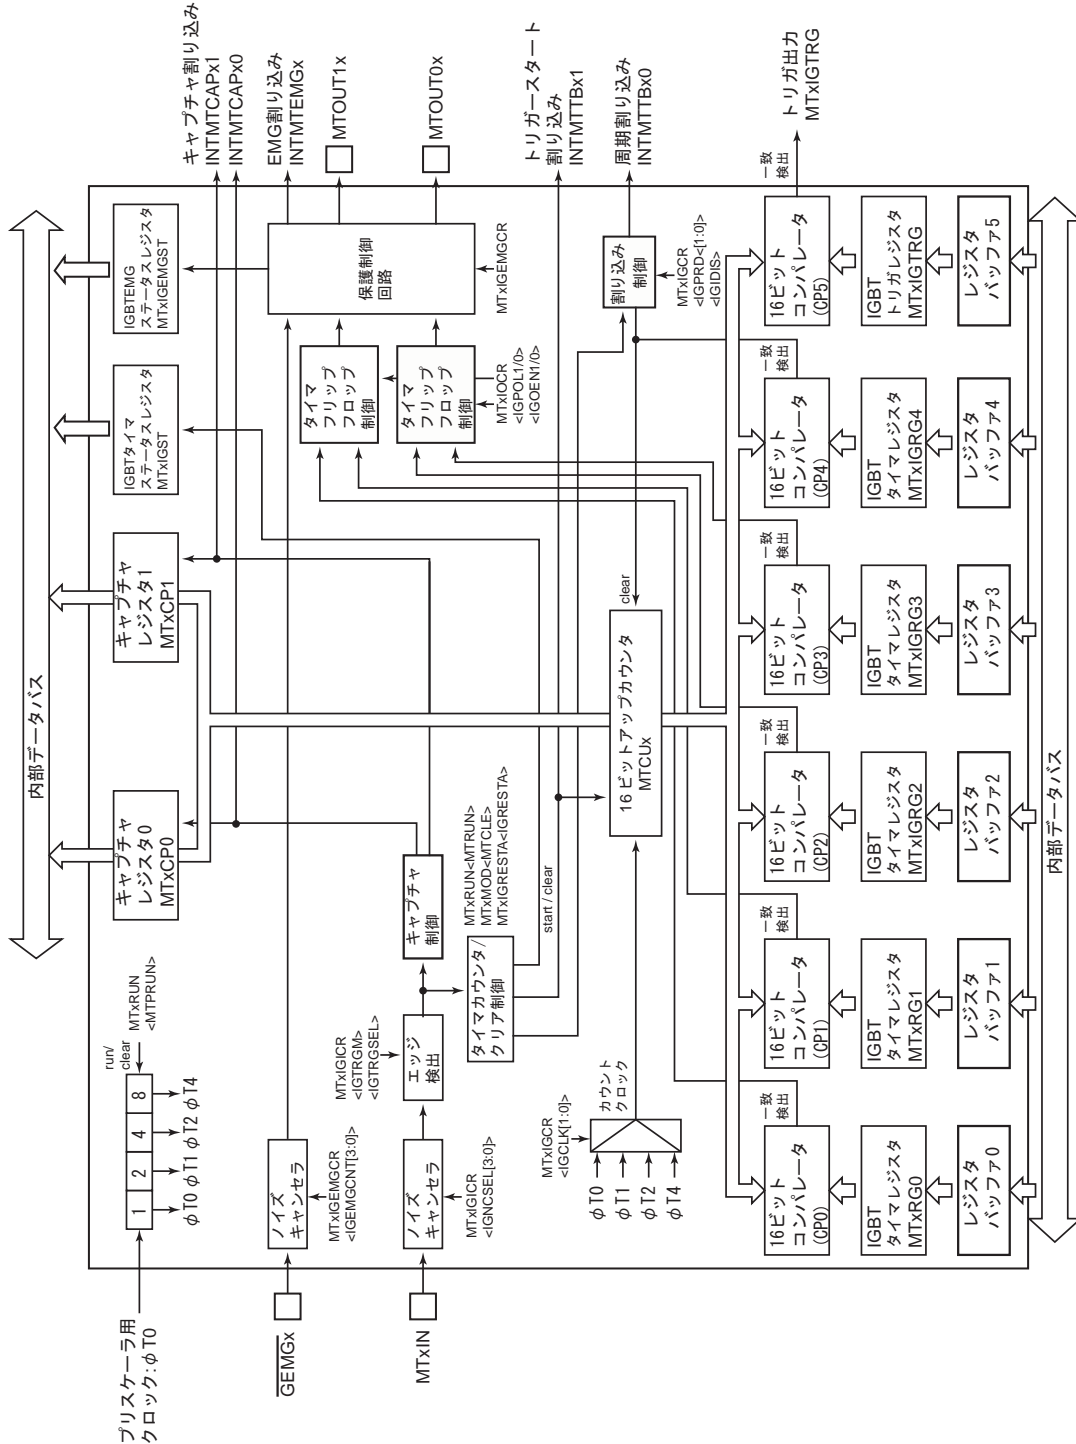 プリスケーラ用
クロック:φT0
1
2
4
8
run/
clear
MTxRUN
<MTPRUN>
φT0
φT1
φT2
φT4
内部データバス
キャプチャ
レジスタ0
MTxCP0
キャプチャ
レジスタ1
MTxCP1
IGBTタイマ
ステータスレジスタ
MTxIGST
IGBTEMG
ステータスレジスタ
MTxIGEMGST
キャプチャ割り込み
INTMTCAPx1
INTMTCAPx0
GEMGx
ノイズ
キャンセラ
MTxIGEMGCR
<IGEMGCNT[3:0]>
タイマ
フリップ
フロップ
制御
タイマ
フリップ
フロップ
制御
MTxIOCR
<IGPOL1/0>
<IGOEN1/0>
保護制御
回路
MTxIGEMGCR
EMG割り込み
INTMTEMGx
MTOUT1x
MTOUT0x
MTxIN
ノイズ
キャンセラ
MTxIGICR
<IGNCSEL[3:0]>
MTxIGICR
<IGTRGM>
<IGTRGSEL>
エッジ
検出
キャプチャ
制御
タイマカウンタ/
クリア制御
MTxRUN<MTRUN>
MTxMOD<MTCLE>
MTxIGRESTA<IGRESTA>
start / clear
トリガースタート
割り込み
INTMTTBx1
MTxIGCR
<IGCLK[1:0]>
φT0
φT1
φT2
φT4
カウント
クロック
16 ビットアップカウンタ
MTCUx
clear
割り込み
制御
MTxIGCR
<IGPRD<[1:0]>
<IGIDIS>
周期割り込み
INTMTTBx0
16ビット
コンパレータ
(CP0)
一致
検出
16ビット
コンパレータ
(CP1)
一致
検出
16ビット
コンパレータ
(CP2)
一致
検出
16ビット
コンパレータ
(CP3)
一致
検出
16ビット
コンパレータ
(CP4)
一致
検出
16ビット
コンパレータ
(CP5)
一致
検出
トリガ出力
MTxIGTRG
IGBT
タイマレジスタ
MTxRG0
IGBT
タイマレジスタ
MTxRG1
IGBT
タイマレジスタ
MTxIGRG2
IGBT
タイマレジスタ
MTxIGRG3
IGBT
タイマレジスタ
MTxIGRG4
IGBT
トリガレジスタ
MTxIGTRG
レジスタ
バッファ0
レジスタ
バッファ1
レジスタ
バッファ2
レジスタ
バッファ3
レジスタ
バッファ4
レジスタ
バッファ5
内部データバス